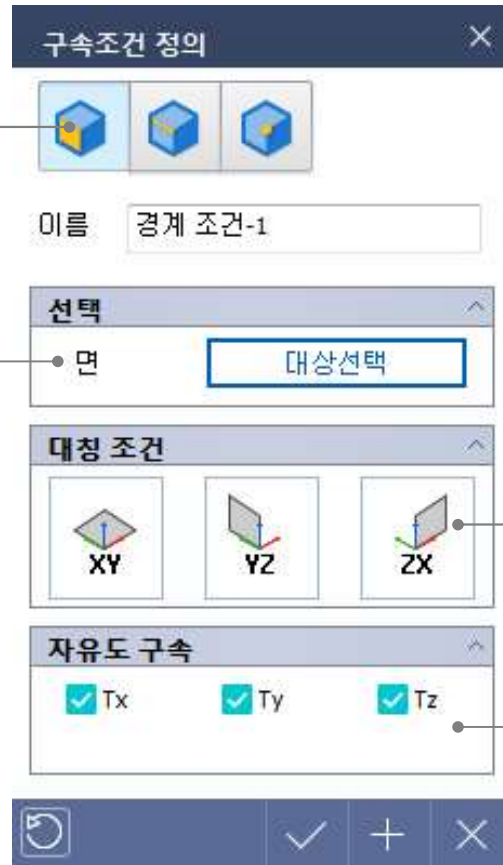 구속조건 정의
이름 경계 조건-1
선택
면 대상선택
대칭 조건
XY YZ ZX
자유도 구속
Tx Ty Tz